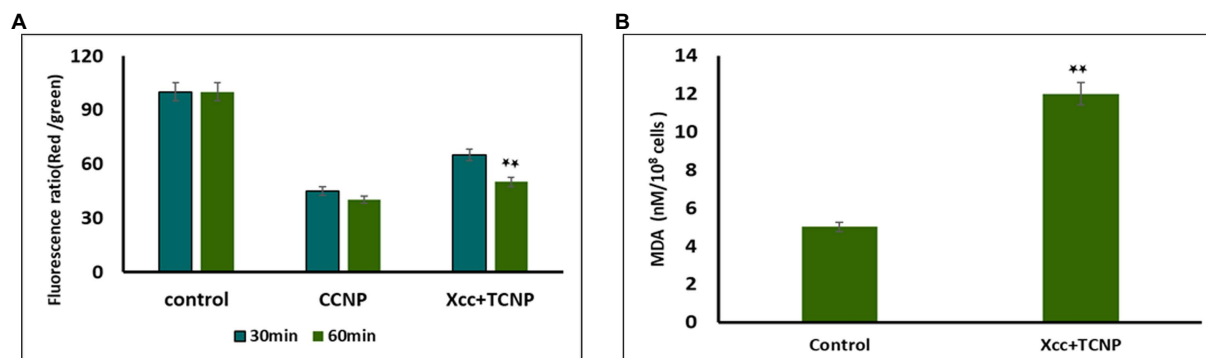 A
Fluorescence ratio(Red /green)
120
90
60
30
0
★★
control CCNP Xcc+TCNP
30min 60min
B
MDA (nM/10⁸ cells )
14
12
10
8
6
4
2
0
★★
Control Xcc+TCNP